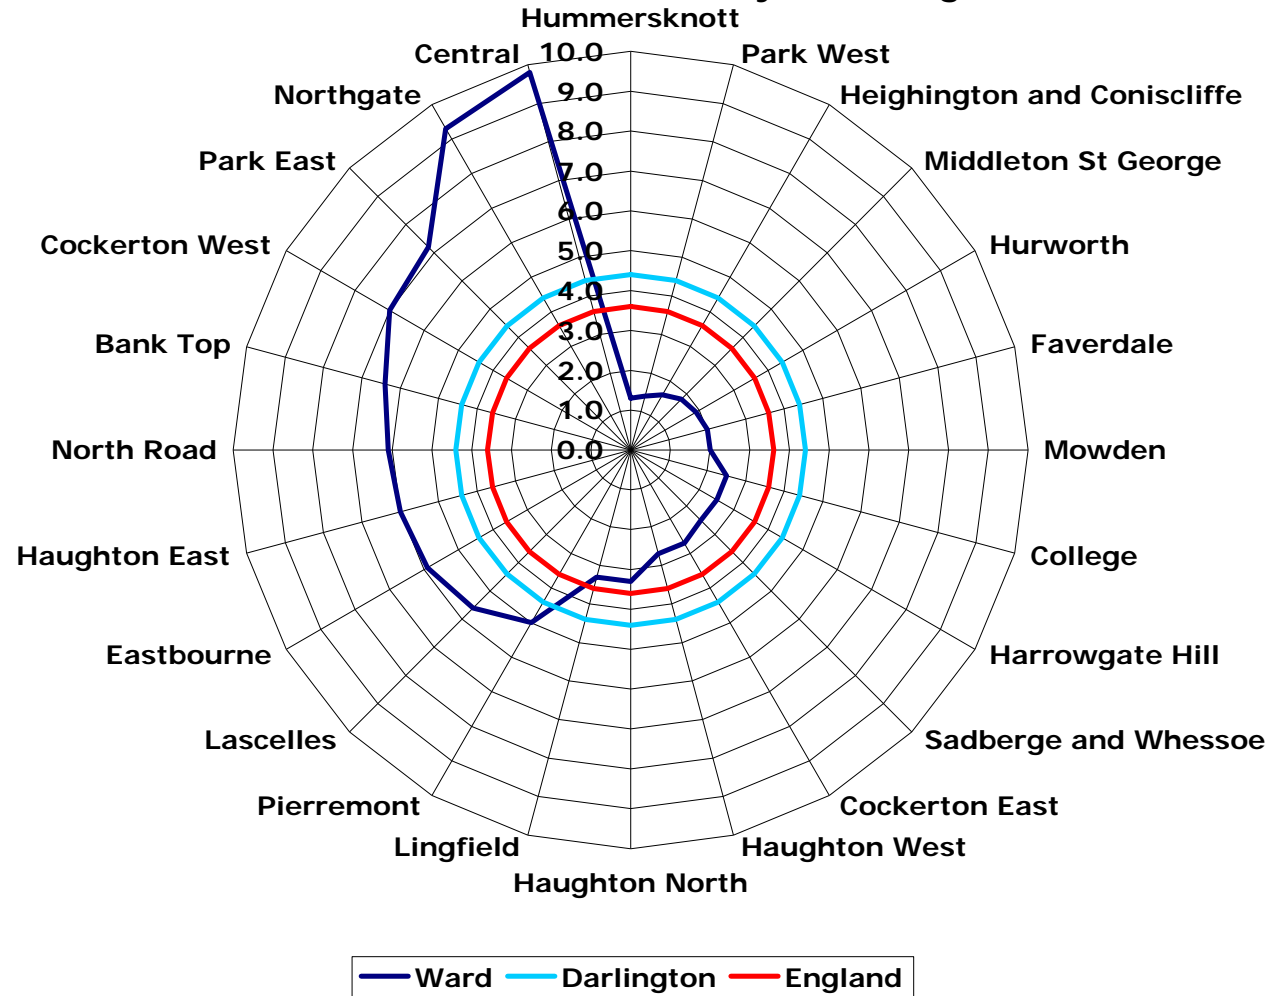 Hummersknott
Central
10.0
Park West
Northgate
9.0
Heighington and Coniscliffe
8.0
Park East
7.0
Middleton St George
6.0
Cockerton West
5.0
Hurworth
4.0
Bank Top
3.0
Faverdale
2.0
1.0
North Road
0.0
Mowden
Haughton East
College
Eastbourne
Harrowgate Hill
Lascelles
Sadberge and Whessoe
Pierremont
Cockerton East
Lingfield
Haughton West
Haughton North
Ward
Darlington
England